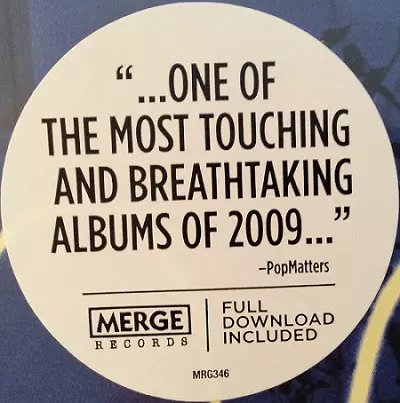 “...ONE OF
THE MOST TOUCHING
AND BREATHTAKING
ALBUMS OF 2009...”
–PopMatters
MERGE
RECORDS
FULL
DOWNLOAD
INCLUDED
MRG346